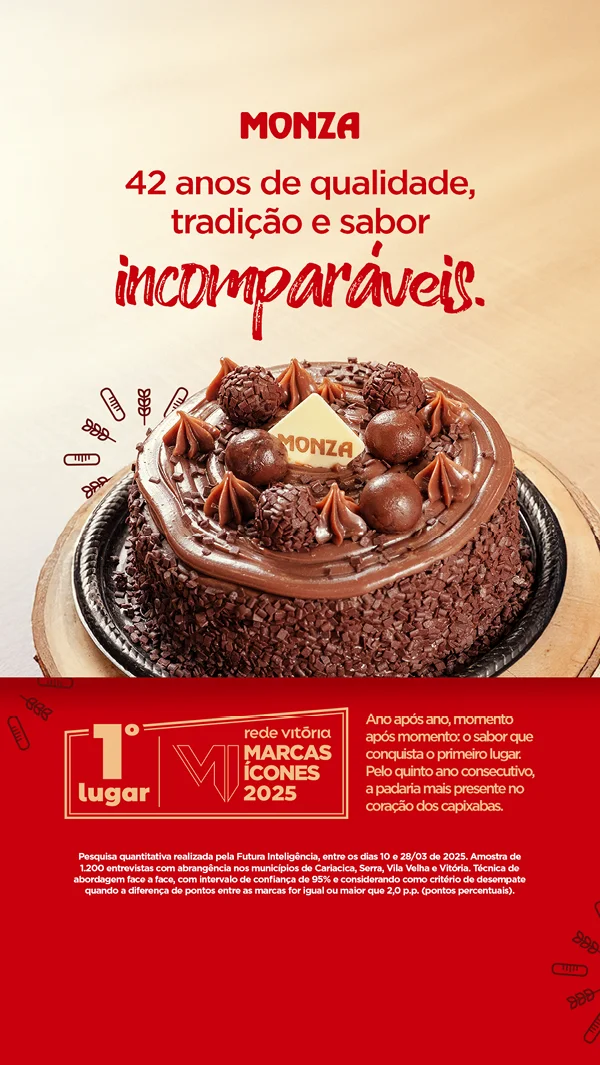 MONZA
42 anos de qualidade,
tradição e sabor
incomparáveis.
MONZA
1º
lugar
rede vitória
MARCAS
ÍCONES
2025
Ano após ano, momento
após momento: o sabor que
conquista o primeiro lugar.
Pelo quinto ano consecutivo,
a padaria mais presente no
coração dos capixabas.
Pesquisa quantitativa realizada pela Futura Inteligência, entre os dias 10 e 28/03 de 2025. Amostra de
1.200 entrevistas com abrangência nos municípios de Cariacica, Serra, Vila Velha e Vitória. Técnica de
abordagem face a face, com intervalo de confiança de 95% e considerando como critério de desempate
quando a diferença de pontos entre as marcas for igual ou maior que 2,0 p.p. (pontos percentuais).